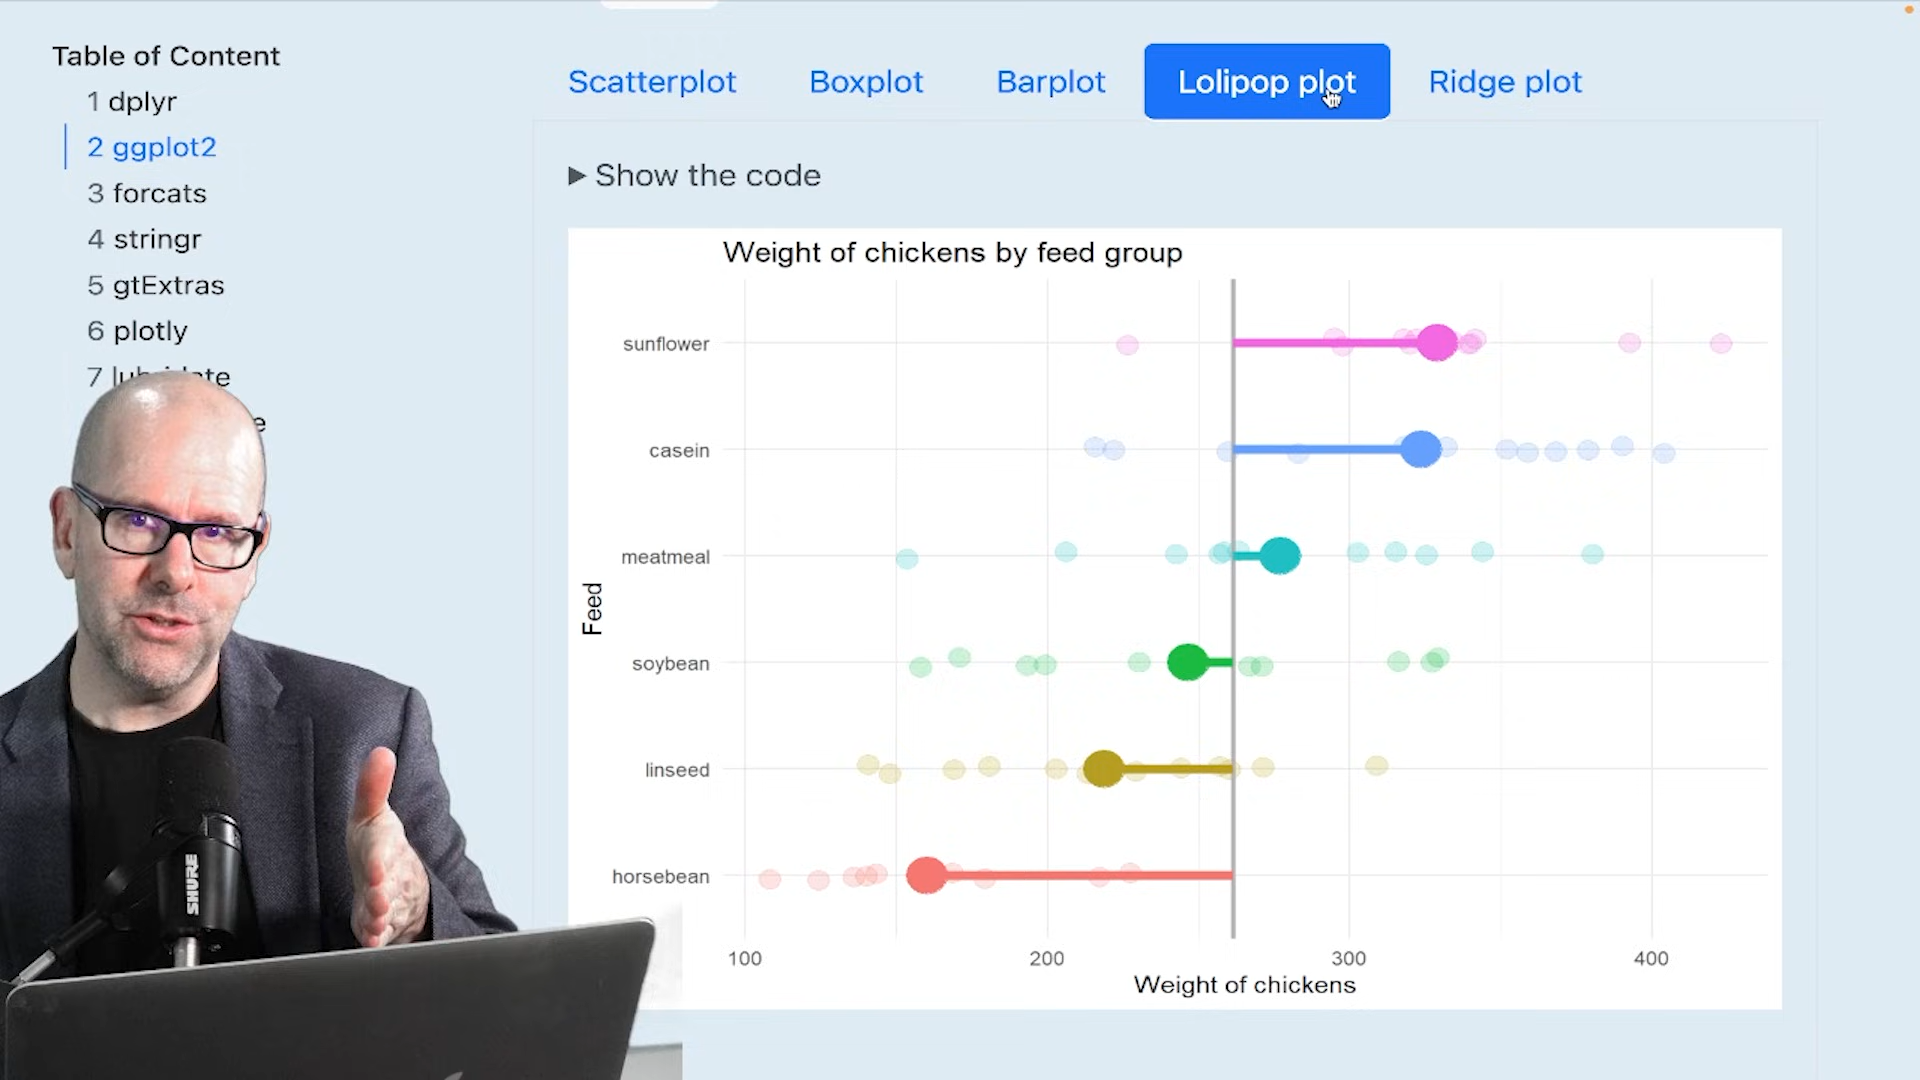 Table of Content
1 dplyr
2 ggplot2
3 forcats
4 stringr
5 gtExtras
6 plotly
7
Scatterplot
Boxplot
Barplot
Lolipop plot
Ridge plot
▶ Show the code
Weight of chickens by feed group
sunflower
casein
meatmeal
soybean
linseed
horsebean
Feed
100
200
300
400
Weight of chickens
SHURE